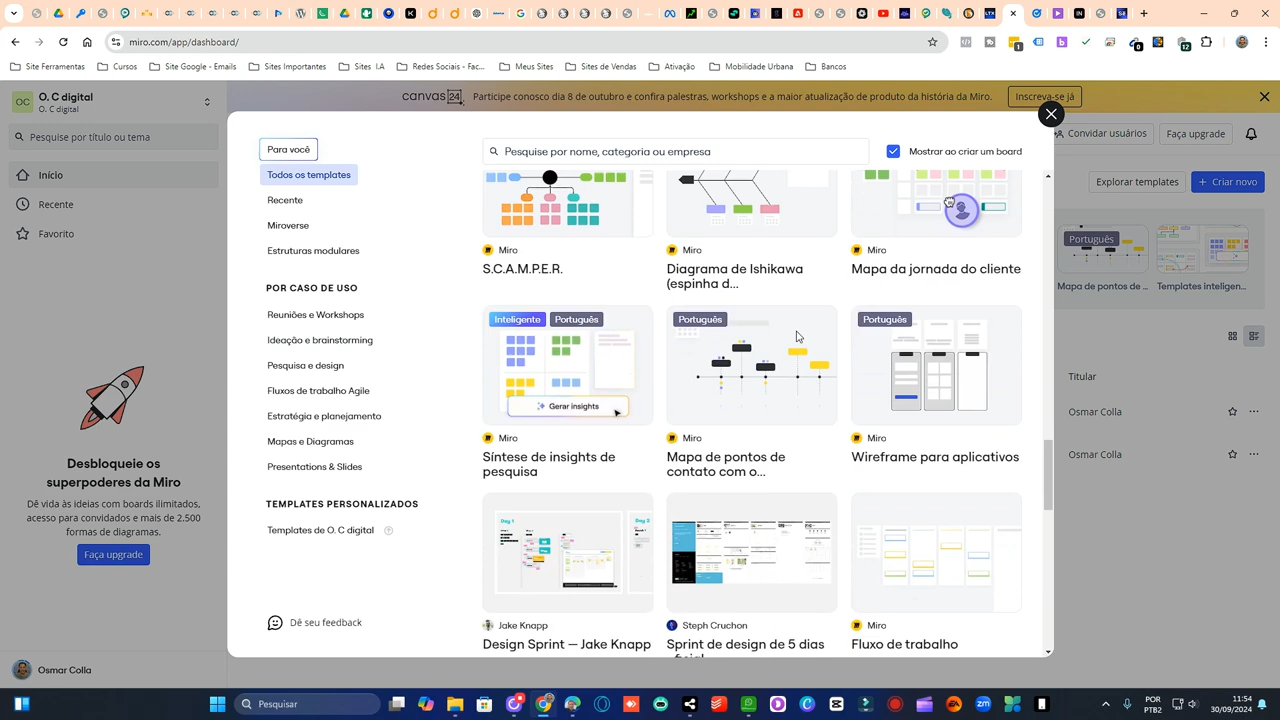 miro.com/app/dashboard/
Site Ferramentas
Cursos
Site Google - Emails
Sites Importantes
Sites I.A
Redes Sociais - Fac...
Meus Sites
Sites de Vendas
Ativação
Mobilidade Urbana
Bancos
OC
O. C digital
O. C digital
canvas 24
Participe conosco dia 8 de outubro e confira palestras, workshops e a maior atualização de produto da história da Miro.
Inscreva-se já
Pesquise por título ou tema
Convidar usuários
Faça upgrade
Início
Recente
Favorito
Explorar templates
+ Criar novo
Português
Mapa de pontos de ...
Templates inteligen...
Titular
Osmar Colla
Osmar Colla
Desbloqueie os
superpoderes da Miro
Dê vida às ideias com boards ilimitados,
acesso para convidados e mais de 2.500
formas de diagramas.
Faça upgrade
Osmar Colla
Para você
Todos os templates
Recente
Miroverse
Estruturas modulares
POR CASO DE USO
Reuniões e Workshops
Ideação e brainstorming
Pesquisa e design
Fluxos de trabalho Agile
Estratégia e planejamento
Mapas e Diagramas
Presentations & Slides
TEMPLATES PERSONALIZADOS
Templates de O. C digital
Dê seu feedback
Pesquise por nome, categoria ou empresa
Mostrar ao criar um board
Miro
S.C.A.M.P.E.R.
Miro
Diagrama de Ishikawa
(espinha d...
Miro
Mapa da jornada do cliente
Inteligente
Português
Gerar insights
Miro
Síntese de insights de
pesquisa
Português
Miro
Mapa de pontos de
contato com o...
Português
Miro
Wireframe para aplicativos
Day 1
Day 2
Jake Knapp
Design Sprint — Jake Knapp
Steph Cruchon
Sprint de design de 5 dias
Miro
Fluxo de trabalho
Pesquisar
POR
PTB2
11:54
30/09/2024